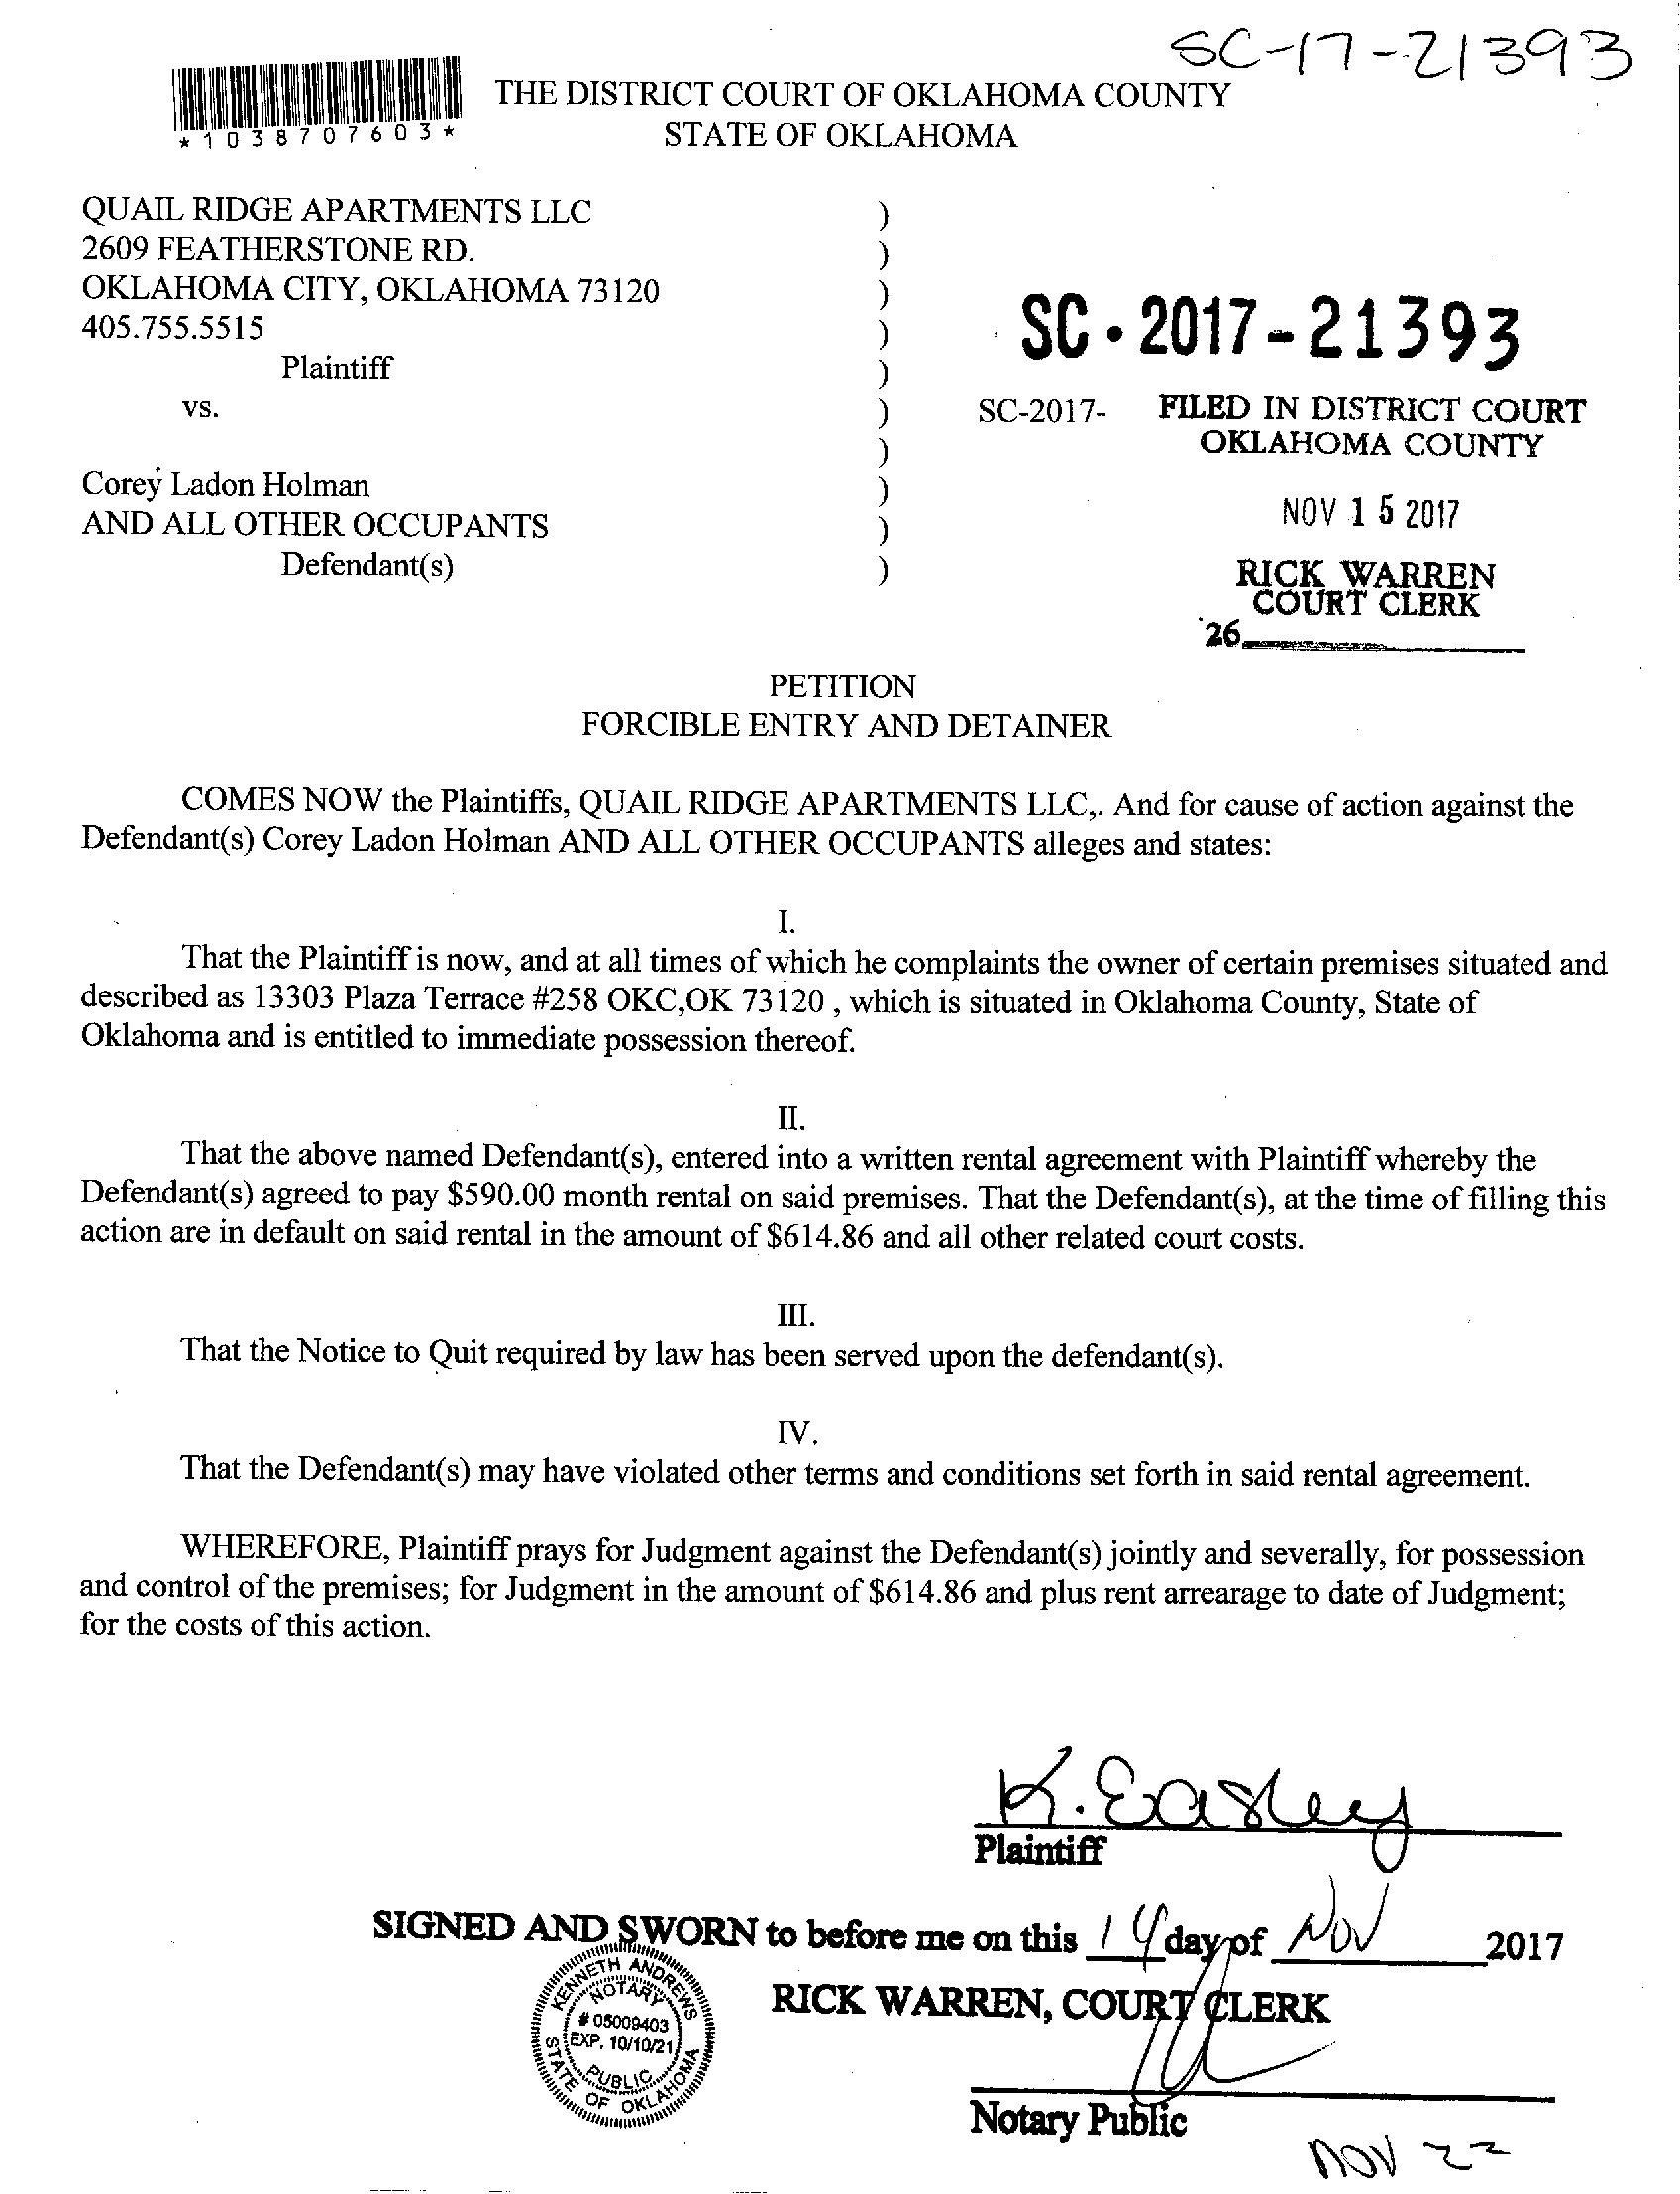 SC-17-21393
*1038707603*
THE DISTRICT COURT OF OKLAHOMA COUNTY
STATE OF OKLAHOMA
QUAIL RIDGE APARTMENTS LLC )
2609 FEATHERSTONE RD. )
OKLAHOMA CITY, OKLAHOMA 73120 )
405.755.5515 )
SC·2017-21393
Plaintiff )
vs. )
SC-2017-
FILED IN DISTRICT COURT
OKLAHOMA COUNTY
)
Corey Ladon Holman )
AND ALL OTHER OCCUPANTS )
NOV 15 2017
Defendant(s) )
RICK WARREN
COURT CLERK
26
PETITION
FORCIBLE ENTRY AND DETAINER
COMES NOW the Plaintiffs, QUAIL RIDGE APARTMENTS LLC,. And for cause of action against the
Defendant(s) Corey Ladon Holman AND ALL OTHER OCCUPANTS alleges and states:
I.
That the Plaintiff is now, and at all times of which he complaints the owner of certain premises situated and
described as 13303 Plaza Terrace #258 OKC,OK 73120 , which is situated in Oklahoma County, State of
Oklahoma and is entitled to immediate possession thereof.
II.
That the above named Defendant(s), entered into a written rental agreement with Plaintiff whereby the
Defendant(s) agreed to pay $590.00 month rental on said premises. That the Defendant(s), at the time of filling this
action are in default on said rental in the amount of $614.86 and all other related court costs.
III.
That the Notice to Quit required by law has been served upon the defendant(s).
IV.
That the Defendant(s) may have violated other terms and conditions set forth in said rental agreement.
WHEREFORE, Plaintiff prays for Judgment against the Defendant(s) jointly and severally, for possession
and control of the premises; for Judgment in the amount of $614.86 and plus rent arrearage to date of Judgment;
for the costs of this action.
K. Easley
Plaintiff
SIGNED AND SWORN to before me on this 14 day of Nov 2017
RICK WARREN, COURT CLERK
KENNETH ANDREWS
NOTARY
# 05009403
EXP. 10/10/21
PUBLIC
STATE OF OKLAHOMA
Notary Public
NOV 22